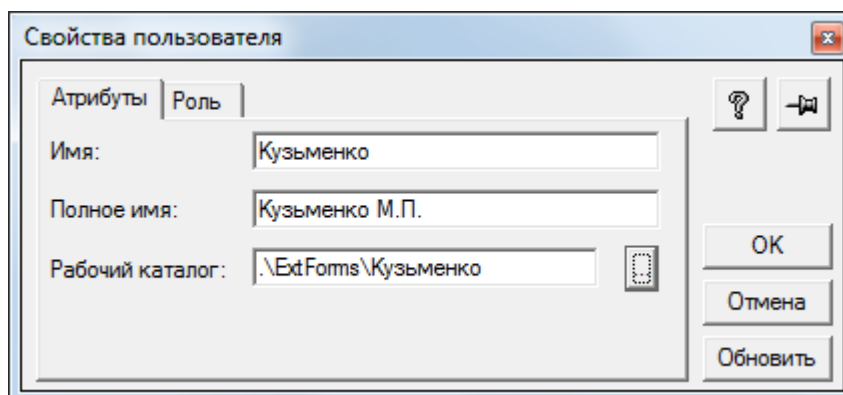 Свойства пользователя
Атрибуты Роль
Имя: Кузьменко
Полное имя: Кузьменко М.П.
Рабочий каталог: .\ExtForms\Кузьменко
OK
Отмена
Обновить